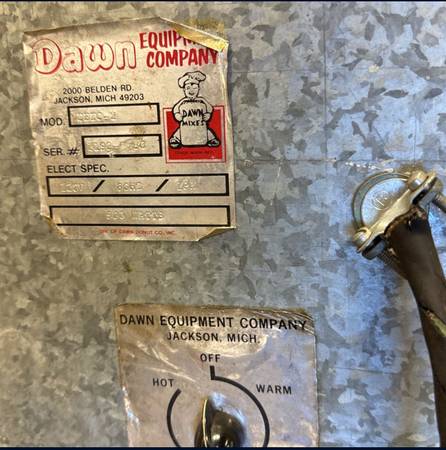 Dawn EQUIPMENT
COMPANY
2000 BELDEN RD.
JACKSON, MICH 49203
MOD.
SER. #
DAWN
MIXES
ELECT SPEC.
/ /
WATTS
DAWN EQUIPMENT COMPANY
JACKSON, MICH.
OFF
HOT WARM